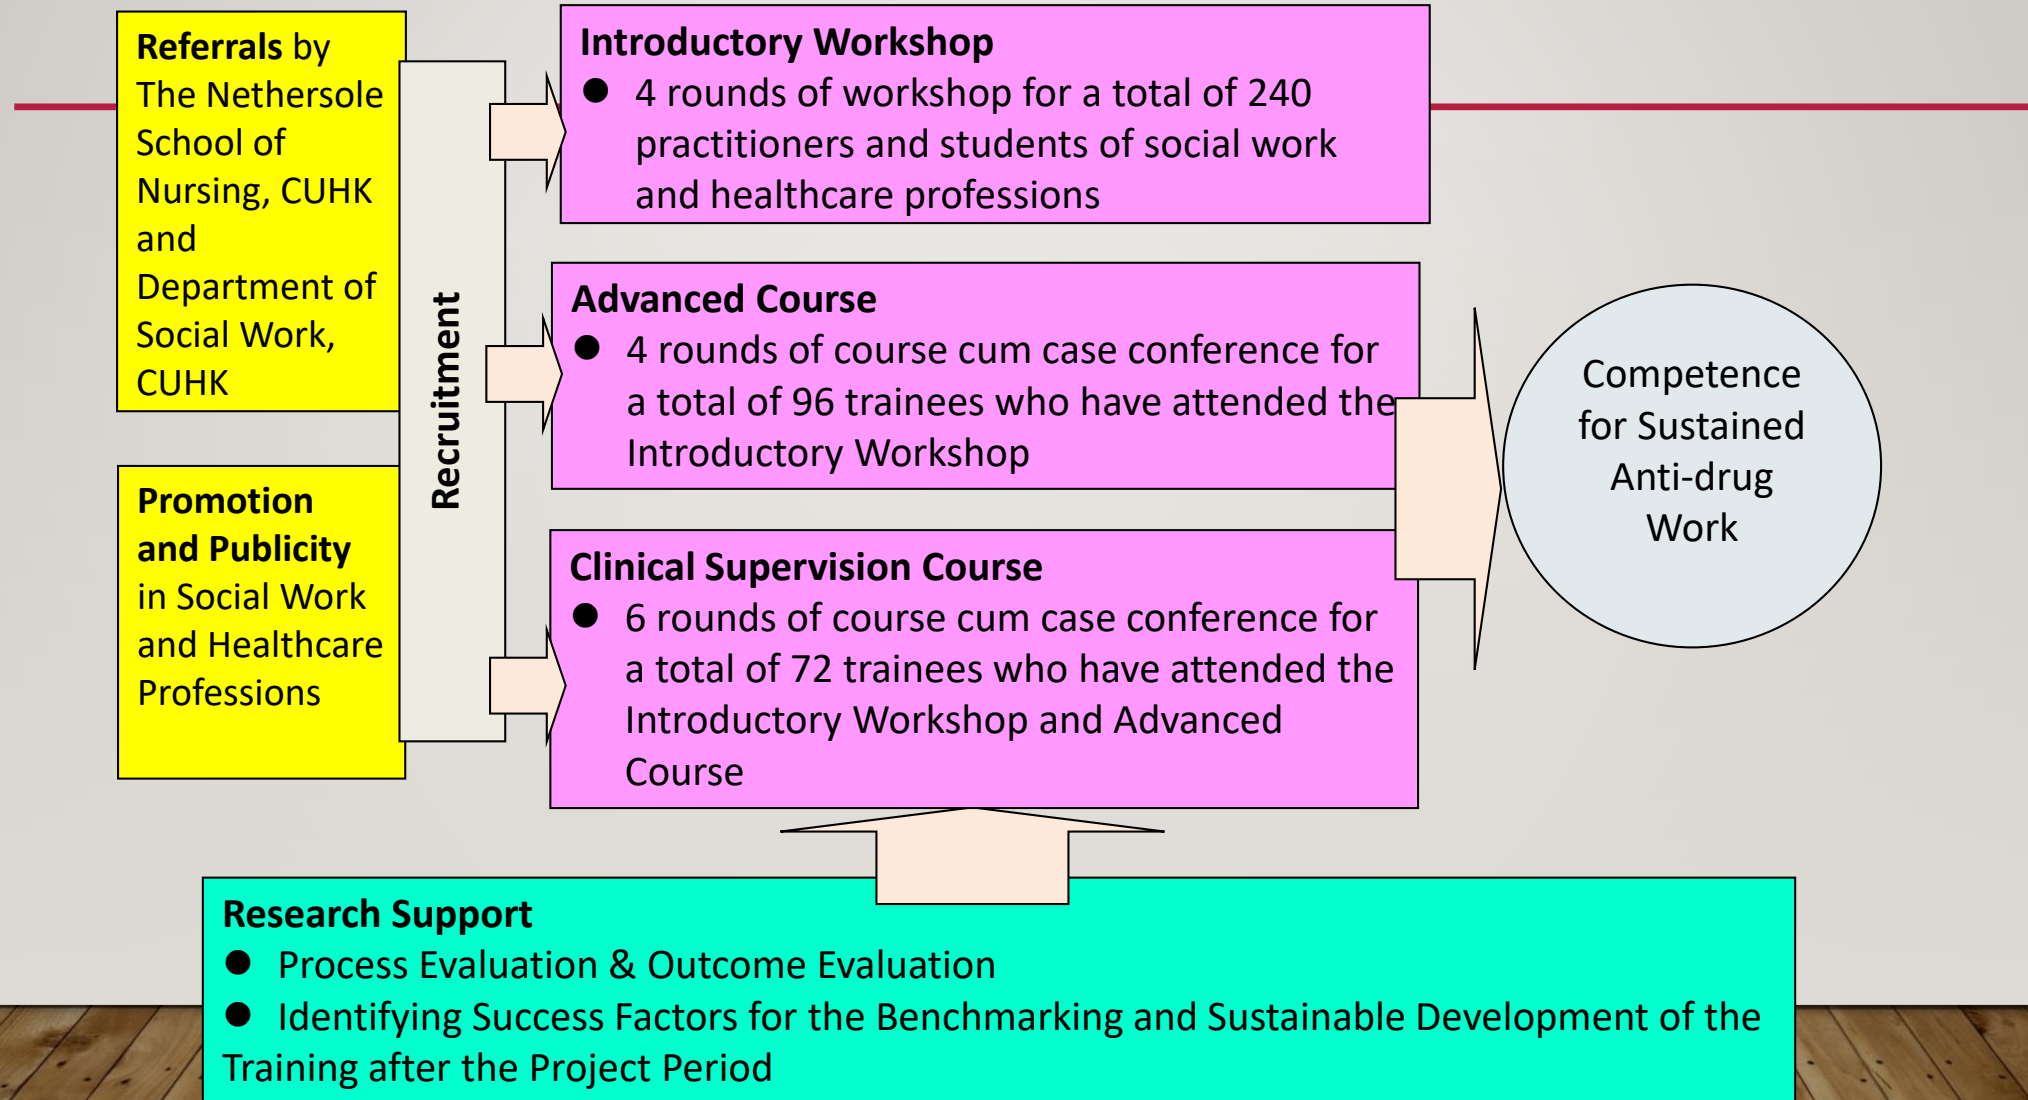 Referrals by
The Nethersole
School of
Nursing, CUHK
and
Department of
Social Work,
CUHK
Promotion
and Publicity
in Social Work
and Healthcare
Professions
Recruitment
Introductory Workshop
● 4 rounds of workshop for a total of 240
practitioners and students of social work
and healthcare professions
Advanced Course
● 4 rounds of course cum case conference for
a total of 96 trainees who have attended the
Introductory Workshop
Clinical Supervision Course
● 6 rounds of course cum case conference for
a total of 72 trainees who have attended the
Introductory Workshop and Advanced
Course
Competence
for Sustained
Anti-drug
Work
Research Support
● Process Evaluation & Outcome Evaluation
● Identifying Success Factors for the Benchmarking and Sustainable Development of the
Training after the Project Period